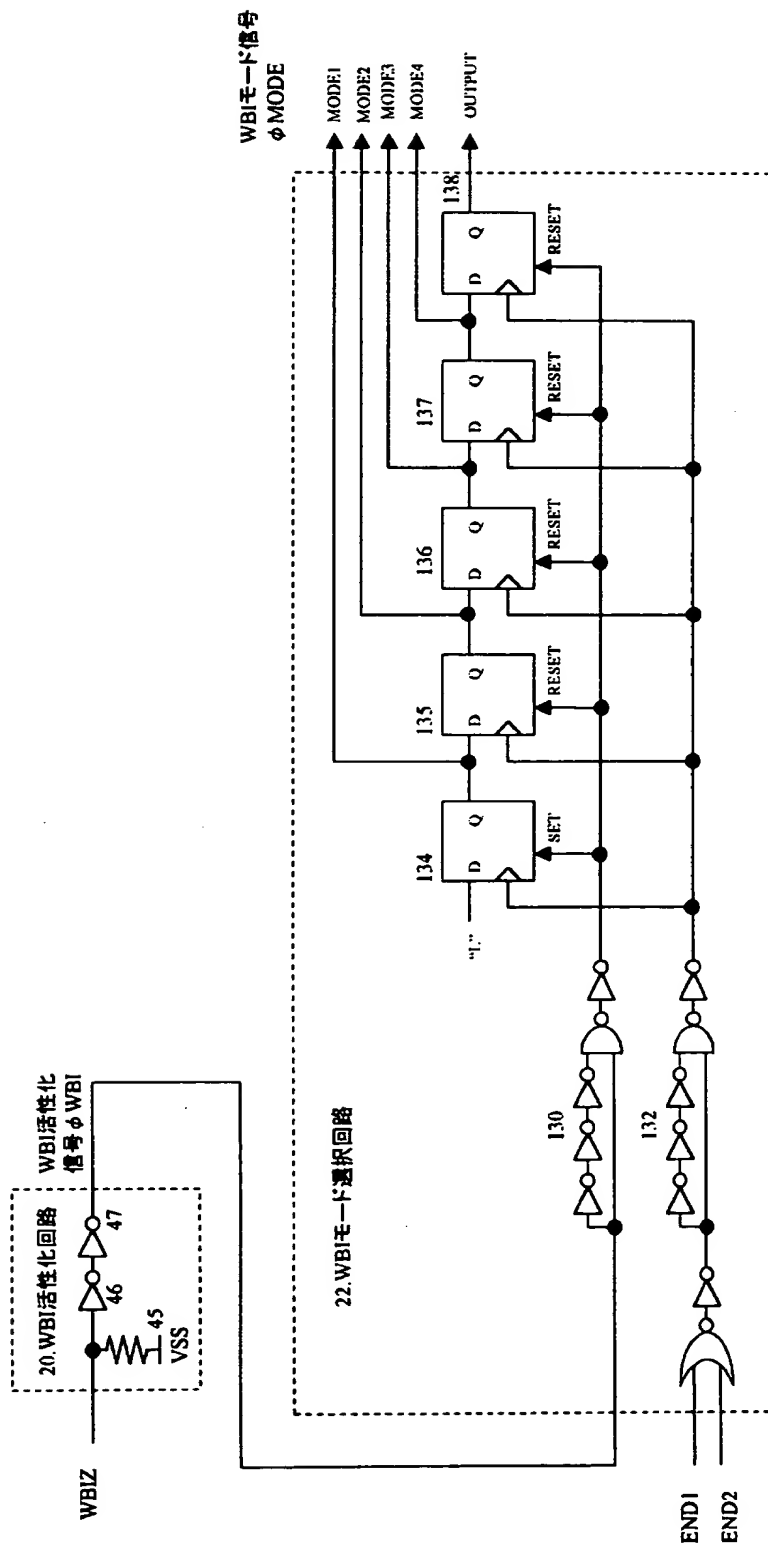 WBIモード信号
φMODE
MODE1
MODE2
MODE3
MODE4
OUTPUT
138
Q
D
RESET
137
Q
D
RESET
136
Q
D
RESET
135
Q
D
RESET
134
Q
D
SET
"L"
WBI活性化
信号φWBI
20.WBI活性化回路
47
46
45
VSS
WBIZ
22.WBIモード選択回路
130
132
END1
END2